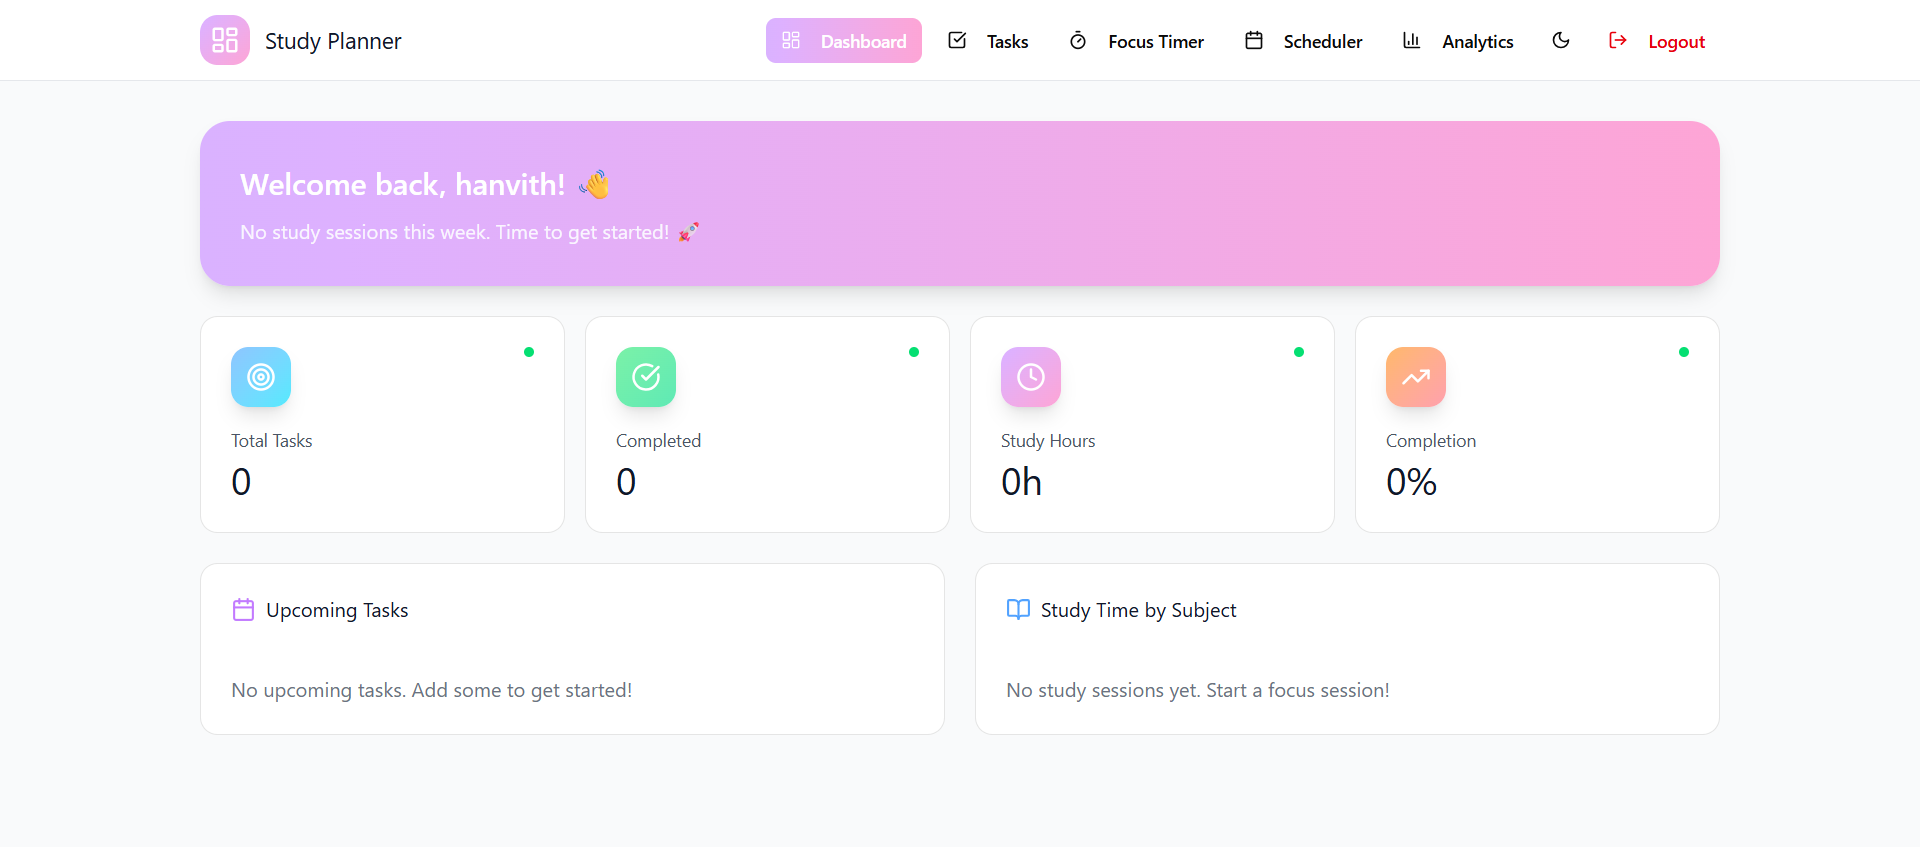 Study Planner
Dashboard
Tasks
Focus Timer
Scheduler
Analytics
Logout
Welcome back, hanvith! 👋
No study sessions this week. Time to get started! 🚀
Total Tasks
0
Completed
0
Study Hours
0h
Completion
0%
Upcoming Tasks
No upcoming tasks. Add some to get started!
Study Time by Subject
No study sessions yet. Start a focus session!